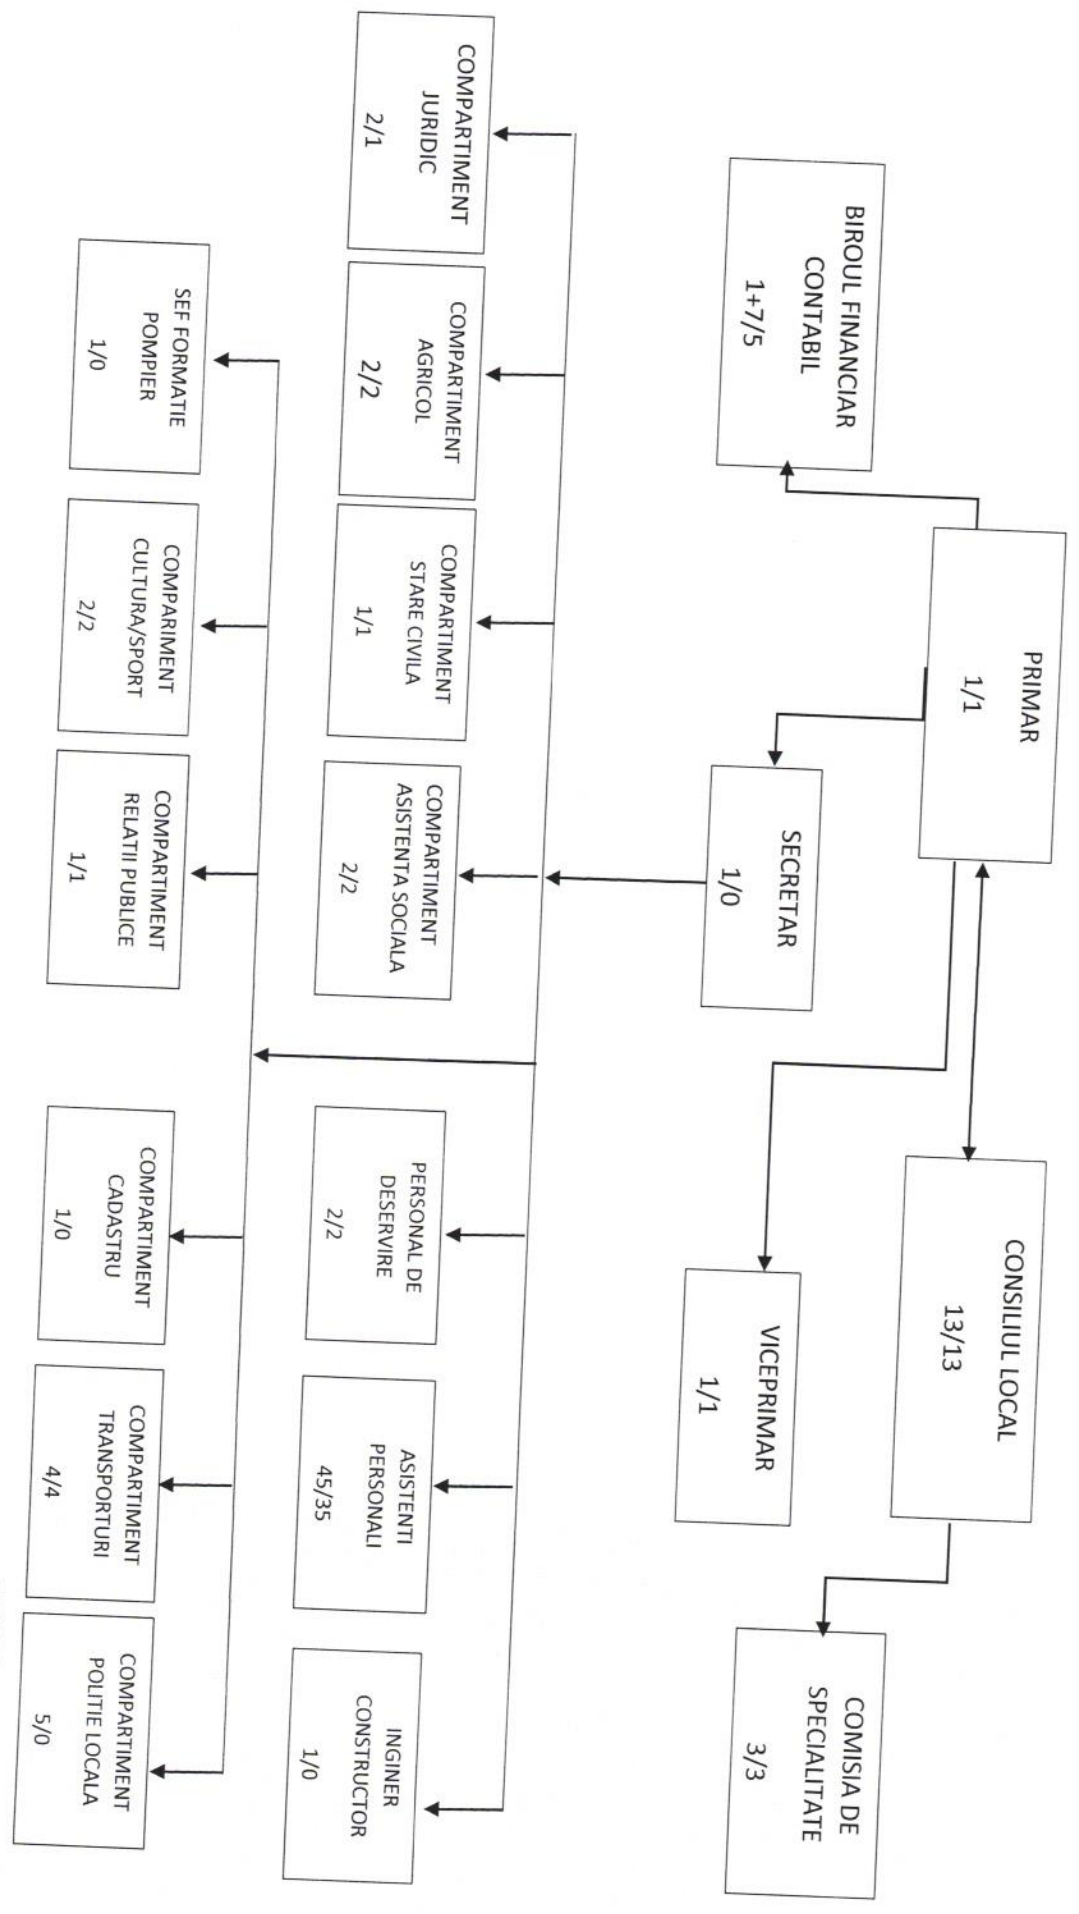 PRIMAR
1/1
CONSILIUL LOCAL
13/13
BIROUL FINANCIAR
CONTABIL
1+7/5
SECRETAR
1/0
VICEPRIMAR
1/1
COMISIA DE
SPECIALITATE
3/3
COMPARTIMENT
JURIDIC
2/1
COMPARTIMENT
AGRICOL
2/2
COMPARTIMENT
STARE CIVILA
1/1
COMPARTIMENT
ASISTENTA SOCIALA
2/2
PERSONAL DE
DESERVIRE
2/2
ASISTENTI
PERSONALI
45/35
INGINER
CONSTRUCTOR
1/0
SEF FORMATIE
POMPIER
1/0
COMPARIMENT
CULTURA/SPORT
2/2
COMPARTIMENT
RELATII PUBLICE
1/1
COMPARTIMENT
CADASTRU
1/0
COMPARTIMENT
TRANSPORTURI
4/4
COMPARTIMENT
POLITIE LOCALA
5/0